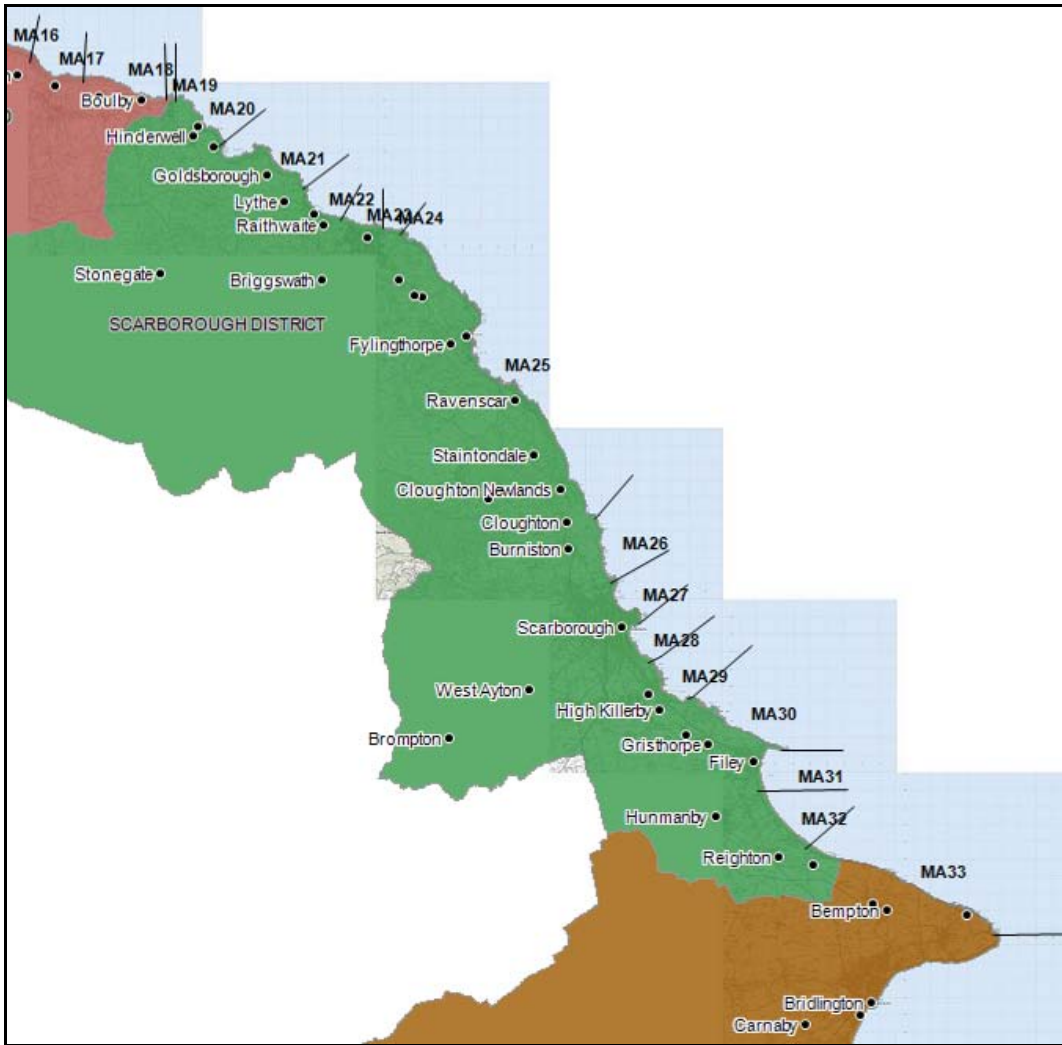 MA16
MA17
MA18
MA19
Boulby
MA20
Hinderwell
MA21
Goldsborough
Lythe
MA22
Raithwaite
MA23
MA24
Stonegate
Briggswath
SCARBOROUGH DISTRICT
Fylingthorpe
MA25
Ravenscar
Staintondale
Cloughton Newlands
Cloughton
Burniston
MA26
MA27
Scarborough
MA28
MA29
West Ayton
High Killerby
MA30
Brompton
Gristhorpe
Filey
MA31
Hunmanby
MA32
Reighton
MA33
Bempton
Bridlington
Carnaby